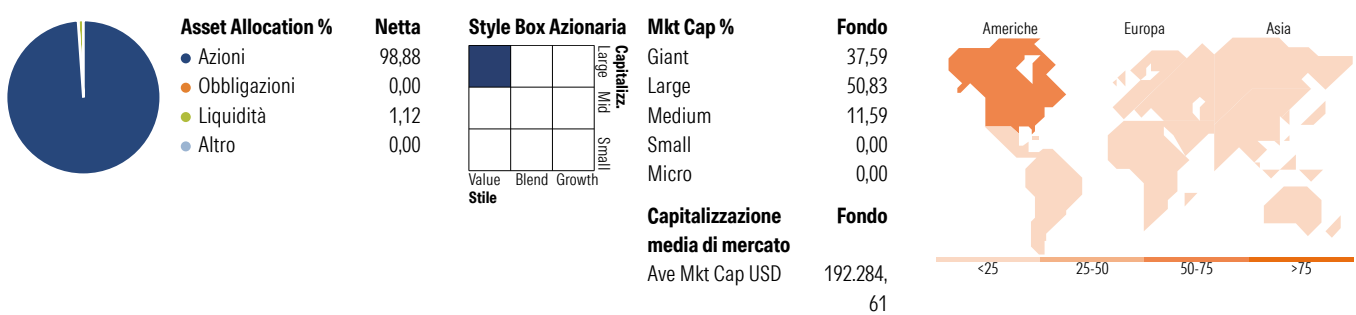 Asset Allocation % Netta
Azioni 98,88
Obbligazioni 0,00
Liquidità 1,12
Altro 0,00
Style Box Azionaria
Capitalizz.
Large Mid Small
Value Blend Growth
Stile
Mkt Cap % Fondo
Giant 37,59
Large 50,83
Medium 11,59
Small 0,00
Micro 0,00
Capitalizzazione Fondo
media di mercato
Ave Mkt Cap USD 192.284,
61
Americhe Europa Asia
<25 25-50 50-75 >75